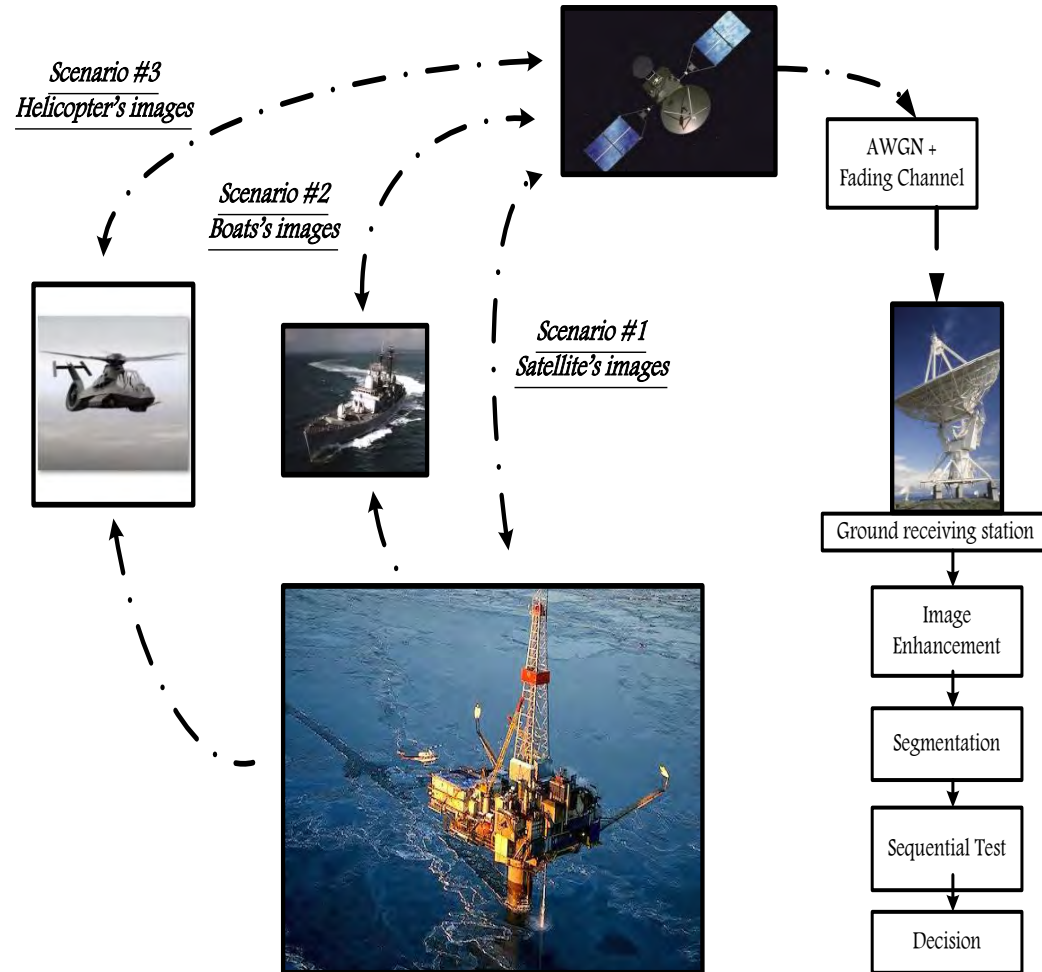 Scenario #3
Helicopter's images
Scenario #2
Boats's images
Scenario #1
Satellite's images
AWGN +
Fading Channel
Ground receiving station
Image
Enhancement
Segmentation
Sequential Test
Decision